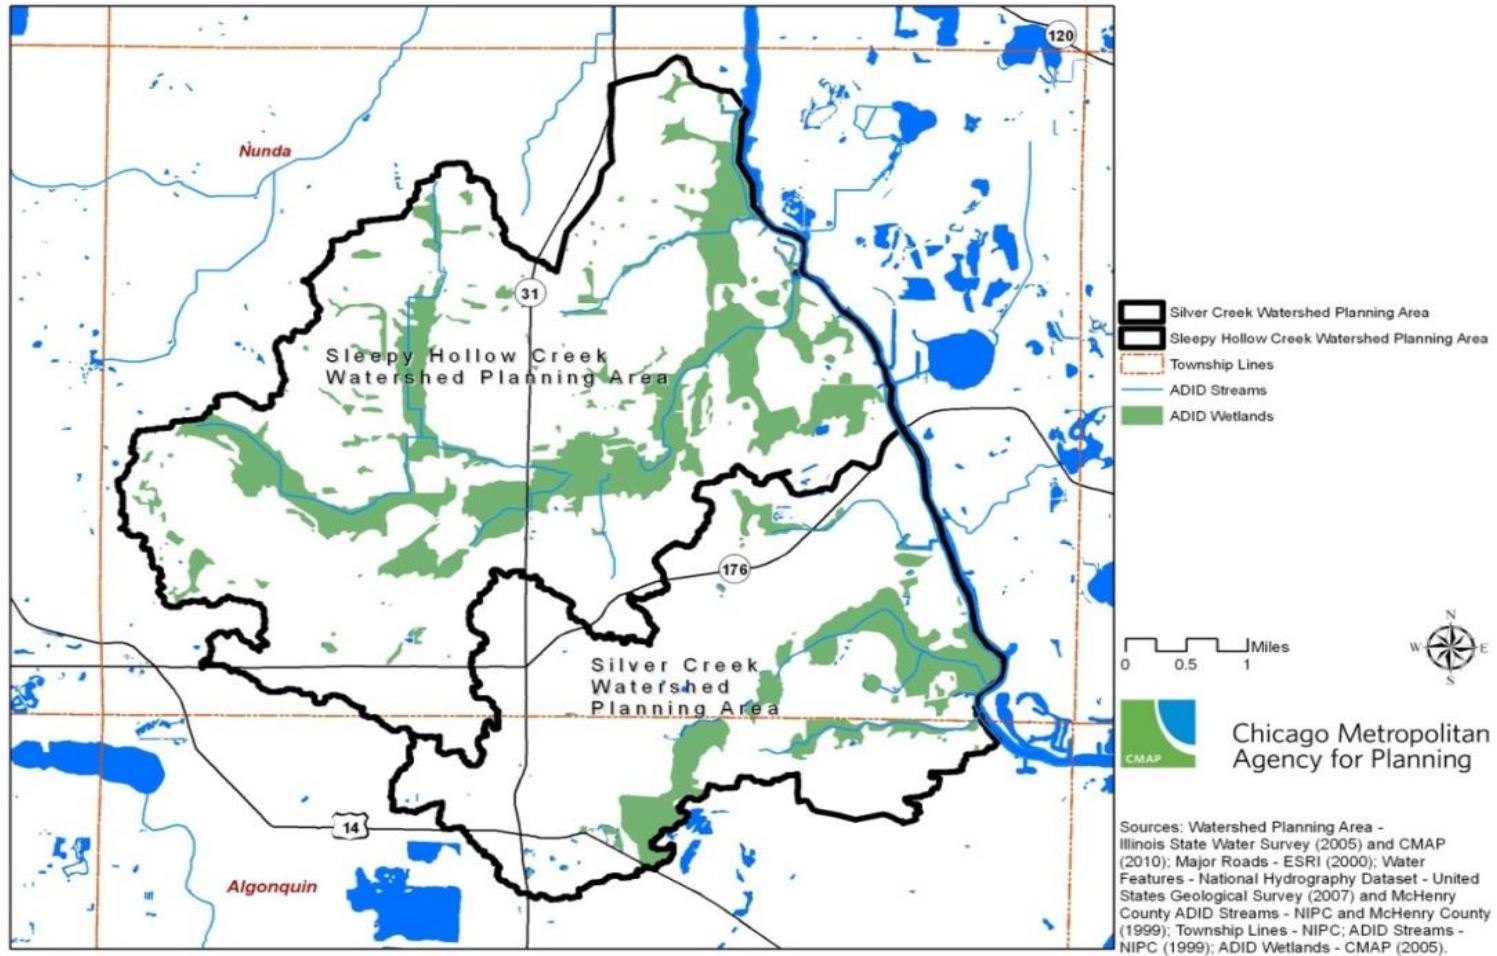 120
Nunda
31
Sleepy Hollow Creek
Watershed Planning Area
176
Silver Creek
Watershed
Planning Area
14
Algonquin
Silver Creek Watershed Planning Area
Sleepy Hollow Creek Watershed Planning Area
Township Lines
ADID Streams
ADID Wetlands
Miles
0 0.5 1
N
W E
S
CMAP
Chicago Metropolitan
Agency for Planning
Sources: Watershed Planning Area -
Illinois State Water Survey (2005) and CMAP
(2010); Major Roads - ESRI (2000); Water
Features - National Hydrography Dataset - United
States Geological Survey (2007) and McHenry
County ADID Streams - NIPC and McHenry County
(1999); Township Lines - NIPC; ADID Streams -
NIPC (1999); ADID Wetlands - CMAP (2005).